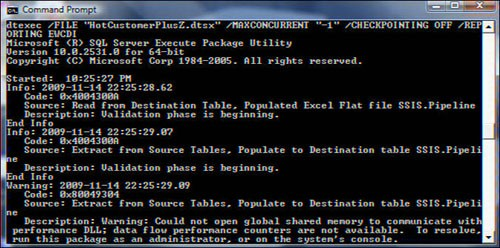 Command Prompt
dtexec /FILE "HotCustomerPlusZ.dtsx" /MAXCONCURRENT "-1" /CHECKPOINTING OFF /REP
ORTING EWCDI
Microsoft (R) SQL Server Execute Package Utility
Version 10.0.2531.0 for 64-bit
Copyright (C) Microsoft Corp 1984-2005. All rights reserved.
Started: 10:25:27 PM
Info: 2009-11-14 22:25:28.62
Code: 0x4004300A
Source: Read from Destination Table, Populated Excel Flat file SSIS.Pipeline
Description: Validation phase is beginning.
End Info
Info: 2009-11-14 22:25:29.07
Code: 0x4004300A
Source: Extract from Source Tables, Populate to Destination table SSIS.Pipeli
ne
Description: Validation phase is beginning.
End Info
Warning: 2009-11-14 22:25:29.09
Code: 0x80049304
Source: Extract from Source Tables, Populate to Destination table SSIS.Pipeli
ne
Description: Warning: Could not open global shared memory to communicate with
performance DLL; data flow performance counters are not available. To resolve,
run this package as an administrator, or on the system's console.